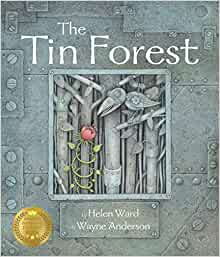 The
Tin Forest
by Helen Ward
Wayne Anderson